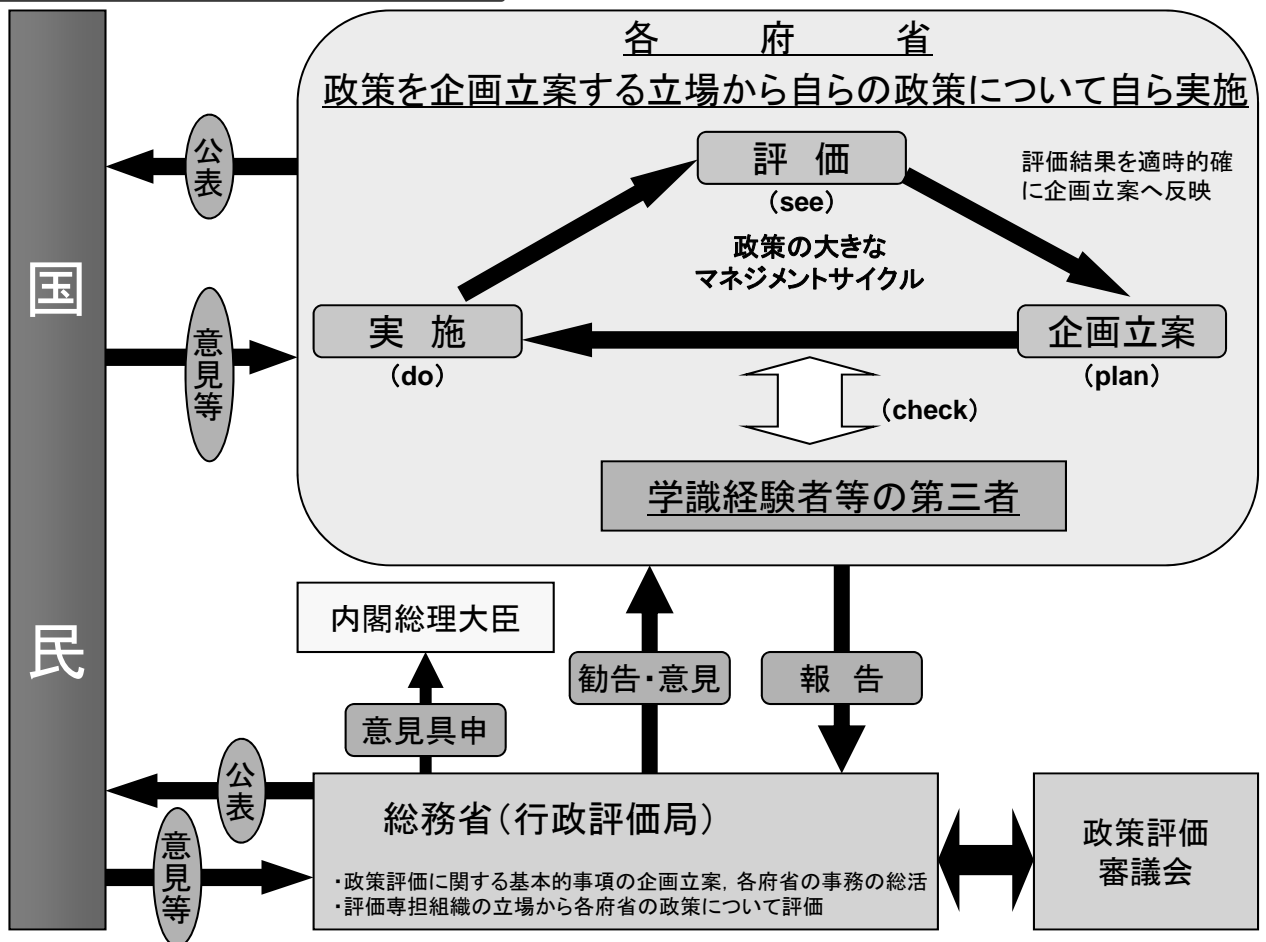 各府省
政策を企画立案する立場から自らの政策について自ら実施
公表
評価
(see)
評価結果を適時的確
に企画立案へ反映
政策の大きな
マネジメントサイクル
国民
意見等
実施
(do)
企画立案
(plan)
(check)
学識経験者等の第三者
内閣総理大臣
勧告・意見
報告
意見具申
公表
意見等
総務省(行政評価局)
・政策評価に関する基本的事項の企画立案,各府省の事務の総活
・評価専担組織の立場から各府省の政策について評価
政策評価
審議会